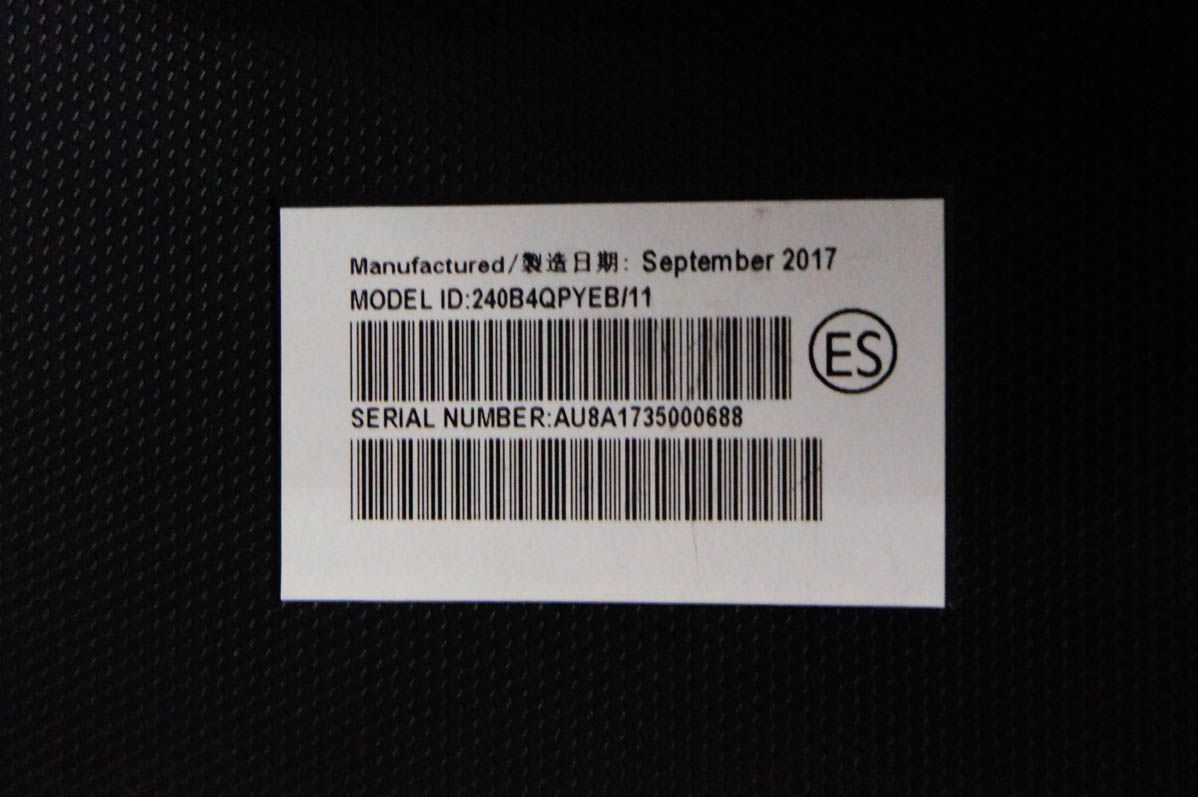 Manufactured/製造日期: September 2017
MODEL ID:240B4QPYEB/11
ES
SERIAL NUMBER:AU8A1735000688